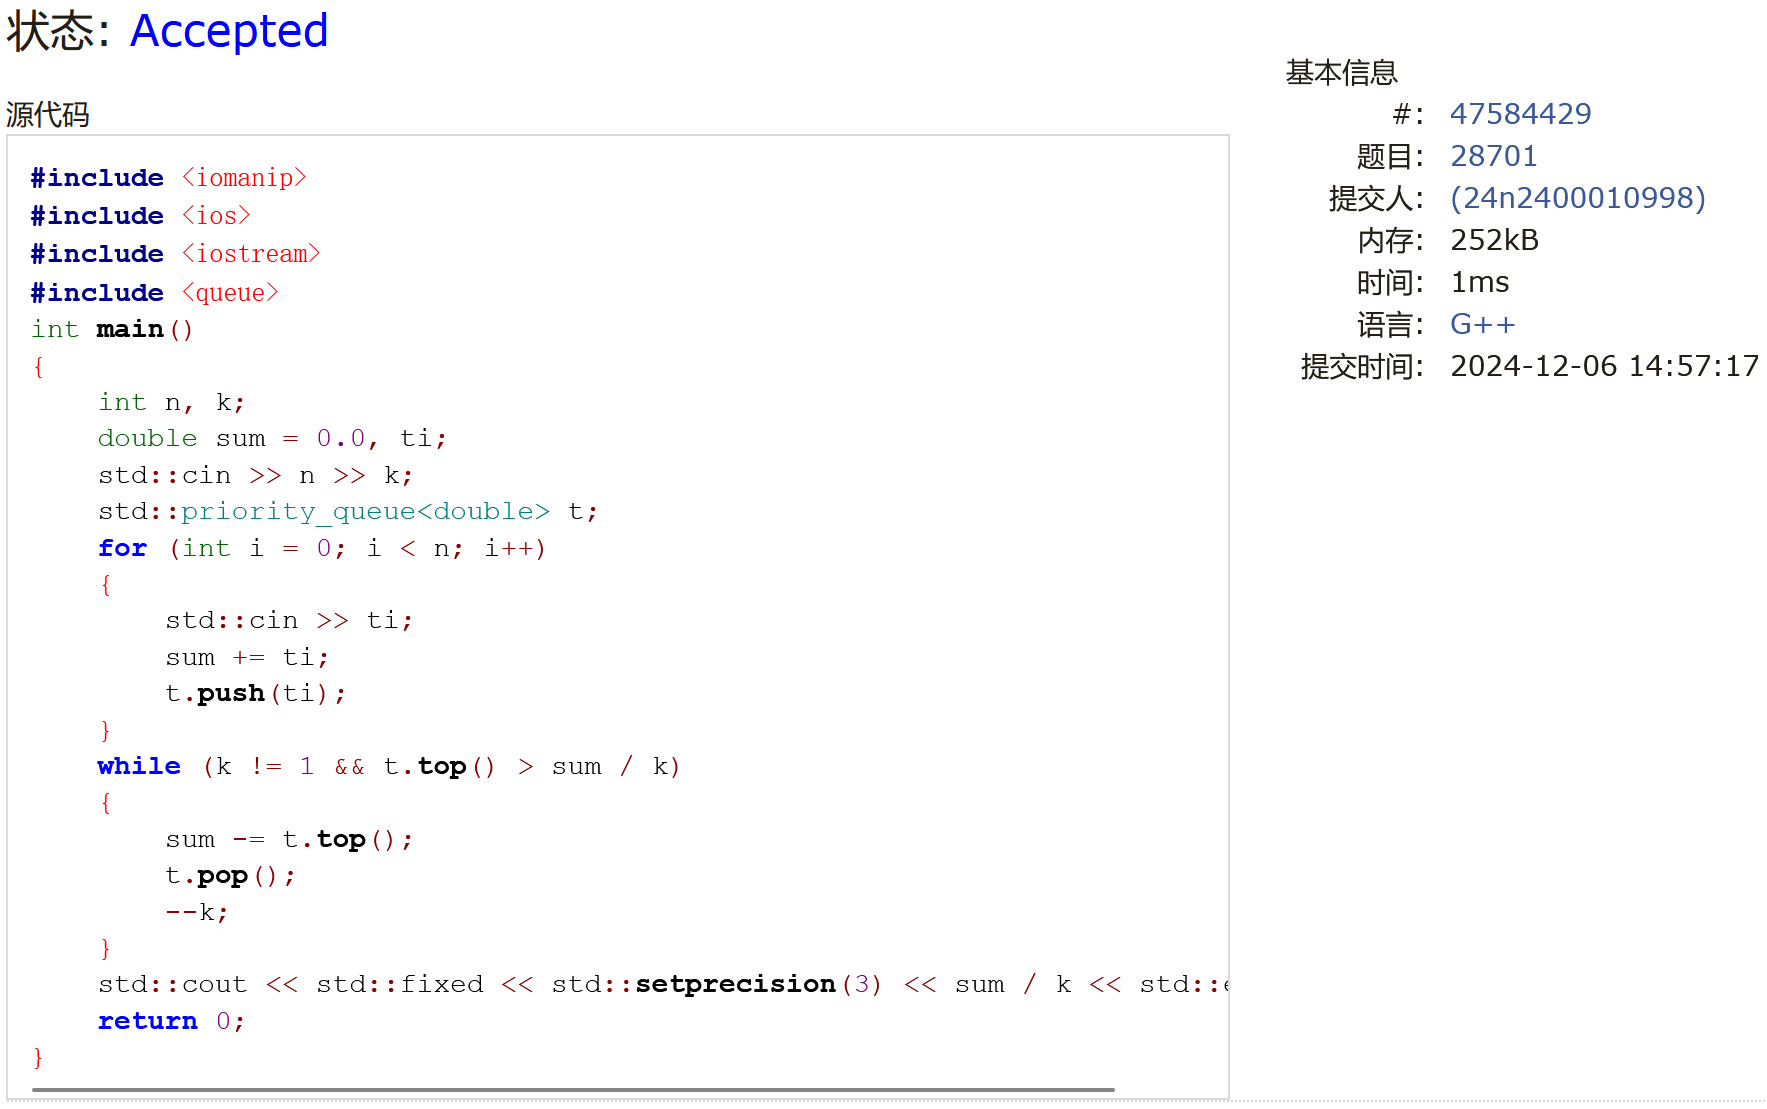 状态: Accepted
源代码
#include <iomanip>
#include <ios>
#include <iostream>
#include <queue>
int main()
{
    int n, k;
    double sum = 0.0, ti;
    std::cin >> n >> k;
    std::priority_queue<double> t;
    for (int i = 0; i < n; i++)
    {
        std::cin >> ti;
        sum += ti;
        t.push(ti);
    }
    while (k != 1 && t.top() > sum / k)
    {
        sum -= t.top();
        t.pop();
        --k;
    }
    std::cout << std::fixed << std::setprecision(3) << sum / k << std::
    return 0;
}
基本信息
#: 47584429
题目: 28701
提交人: (24n2400010998)
内存: 252kB
时间: 1ms
语言: G++
提交时间: 2024-12-06 14:57:17